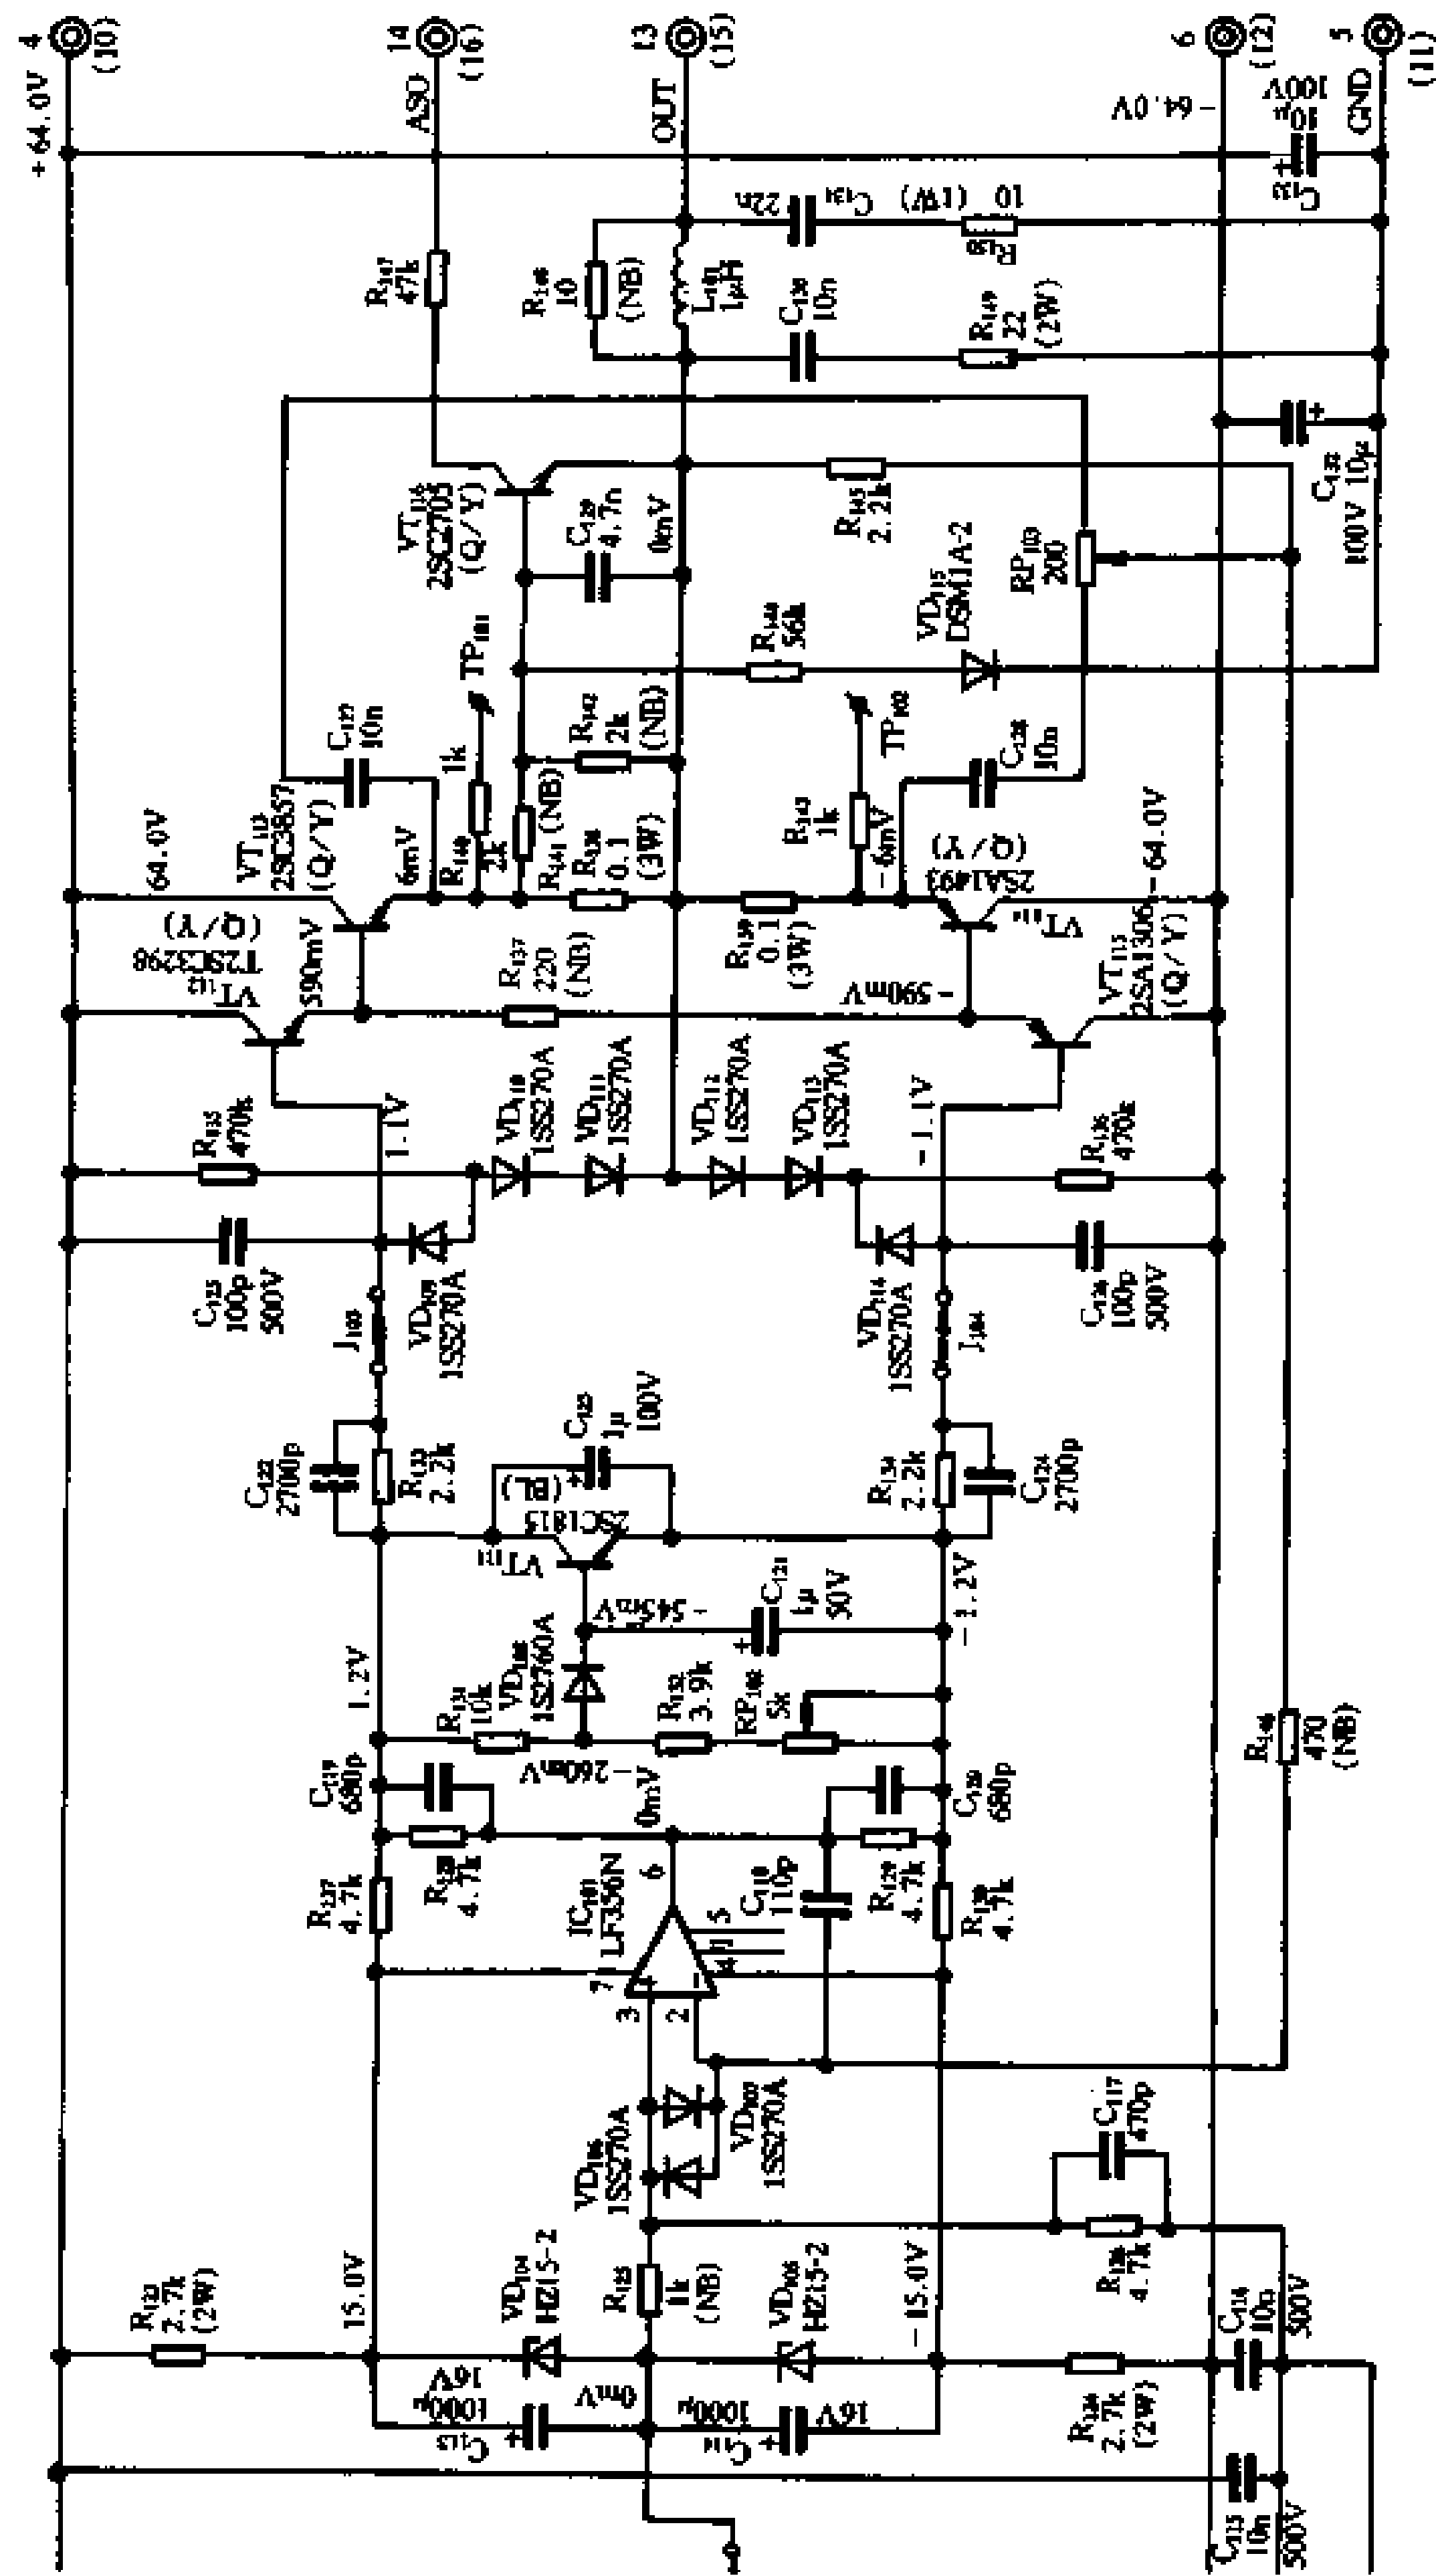 +64.0V
4
(10)
ASO
14
(16)
OUT
13
(15)
-64.0V
6
(12)
GND
5
(11)
100V
10μ
R₁₄₇
47k
R₁₄₈
10
(NB)
L₁₀₁
1μH
22n
C₁₃₁
10 (1W)
C₁₃₀
10n
R₁₄₉
22
(2W)
VT₁₁₆
2SC2705
(Q/Y)
C₁₂₉
4.7n
0mV
R₁₄₅
2.2k
RP₁₀₃
200
C₁₃₂
100V 10μ
TP₁₀₁
R₁₄₄
56k
VD₁₁₅
DSM1A-2
C₁₂₇
10n
1k
R₁₄₀
2k
R₁₄₁(NB)
R₁₄₂
2k
(NB)
TP₁₀₂
R₁₄₃
1k
C₁₂₈
10n
64.0V
VT₁₁₃
2SC3857
(Q/Y)
6mV
R₁₃₈
0.1
(3W)
R₁₃₉
0.1
(3W)
-6mV
2SA1493
(Q/Y)
VT₁₁₄
-64.0V
VT₁₁₂
T2SC3298
(Q/Y)
590mV
R₁₃₇
220
(NB)
-590mV
VT₁₁₅
2SA1306
(Q/Y)
R₁₃₅
470k
1.1V
VD₁₁₀
1SS270A
VD₁₁₁
1SS270A
VD₁₁₂
1SS270A
VD₁₁₃
1SS270A
-1.1V
R₁₃₆
470k
C₁₂₅
100p
500V
J₁₀₃
VD₁₀₉
1SS270A
VD₁₁₄
1SS270A
J₁₀₄
C₁₂₆
100p
500V
C₁₂₂
2700p
R₁₃₃
2.2k
C₁₂₃
1μ
100V
VT₁₁₁
2SC1815
(BL)
R₁₃₄
2.2k
C₁₂₄
2700p
1.2V
R₁₃₁
10k
VD₁₀₈
1S2760A
-545mV
C₁₂₁
1μ
50V
-1.2V
R₁₃₂
3.9k
RP₁₀₂
5k
-260mV
C₁₁₉
680p
0mV
C₁₂₀
680p
R₁₄₆
470
(NB)
R₁₂₇
4.7k
R₁₂₈
4.7k
IC₁₀₁
LF356N
6
5
1
4
7
3
2
C₁₁₈
110p
R₁₂₉
4.7k
R₁₃₀
4.7k
VD₁₀₆
1SS270A
VD₁₀₇
1SS270A
C₁₁₇
470p
R₁₂₃
2.7k
(2W)
15.0V
VD₁₀₄
HZ15-2
R₁₂₅
1k
(NB)
VD₁₀₅
HZ15-2
-15.0V
R₁₂₆
4.7k
C₁₁₆
10n
500V
1000μ
16V
0mV
1000μ
16V
R₁₂₄
2.7k
(2W)
C₁₁₅
10n
500V